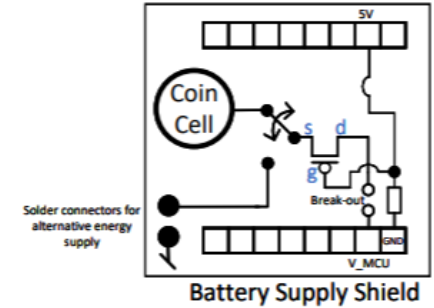 5V
Coin
Cell
s d
g
Break-out
Solder connectors for
alternative energy
supply
GND
V_MCU
Battery Supply Shield